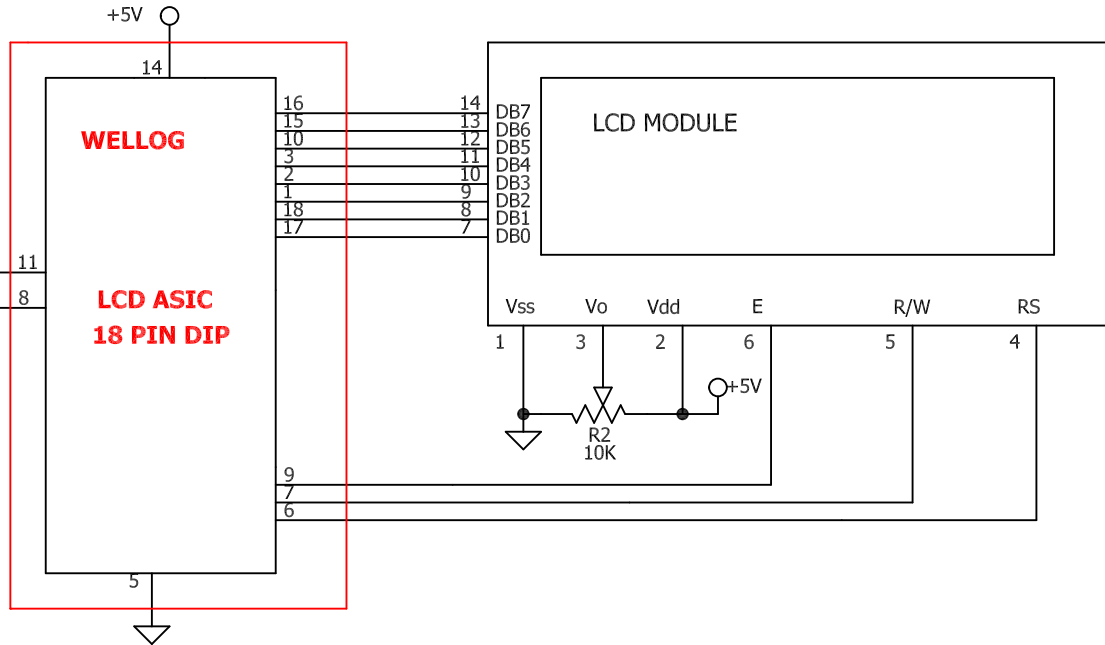 +5V
14
16
15
10
3
2
1
18
17
WELLOG
11
8
LCD ASIC
18 PIN DIP
9
7
6
5
14 DB7
13 DB6
12 DB5
11 DB4
10 DB3
9 DB2
8 DB1
7 DB0
LCD MODULE
Vss Vo Vdd E R/W RS
1 3 2 6 5 4
+5V
R2
10K